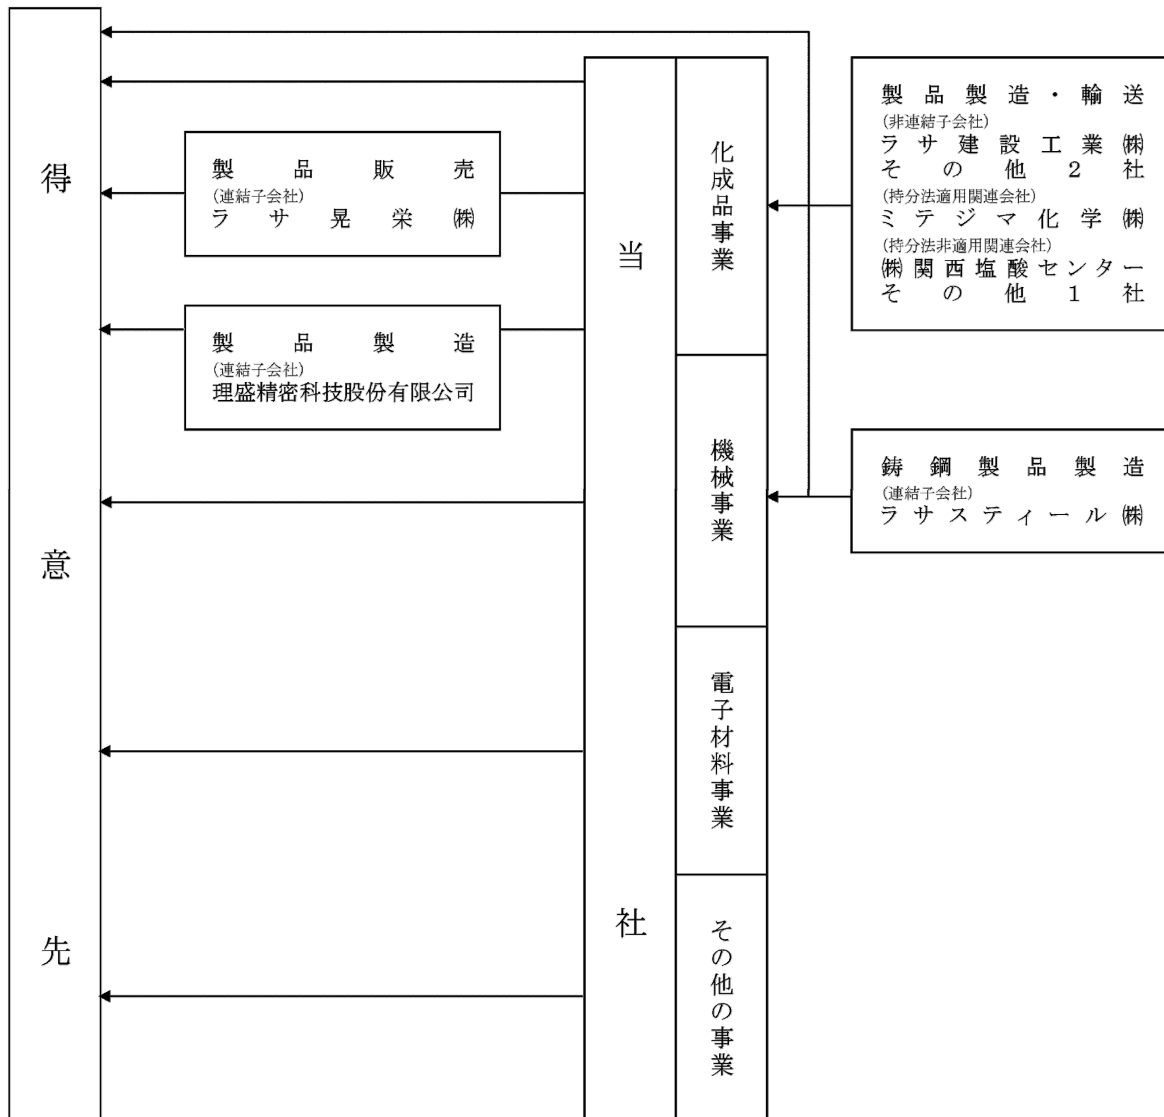 得意先
製品販売
(連結子会社)
ラサ晃栄㈱
製品製造
(連結子会社)
理盛精密科技股份有限公司
当社
化成品事業
機械事業
電子材料事業
その他の事業
製品製造・輸送
(非連結子会社)
ラサ建設工業㈱
その他2社
(持分法適用関連会社)
ミテジマ化学㈱
(持分法非適用関連会社)
㈱関西塩酸センター
その他1社
鋳鋼製品製造
(連結子会社)
ラサスティール㈱